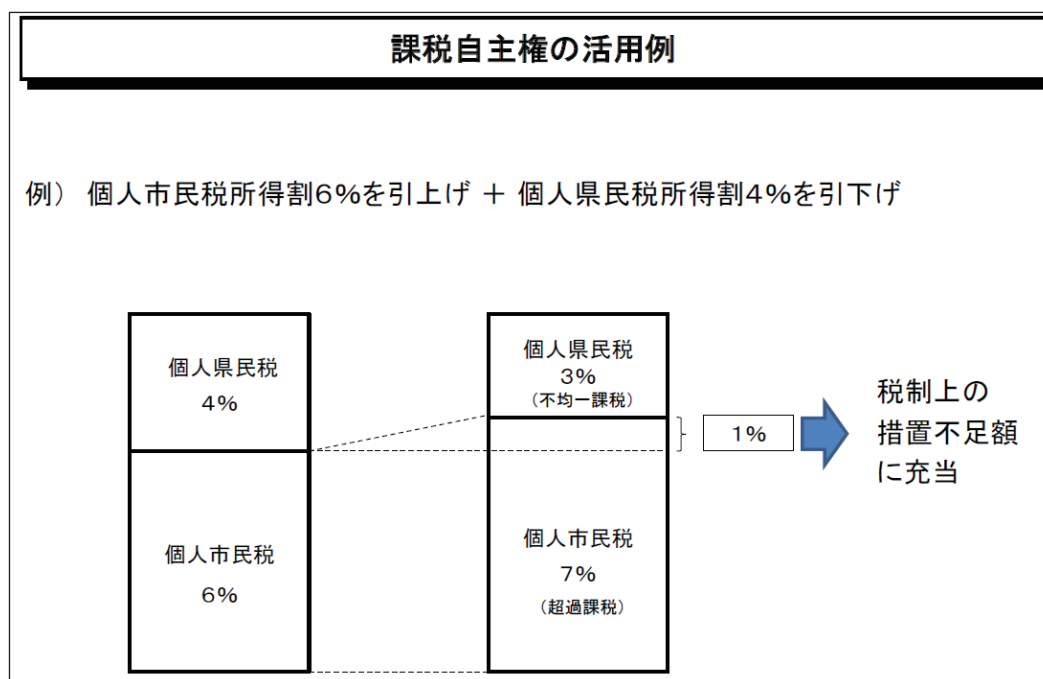 課税自主権の活用例
例） 個人市民税所得割6%を引上げ ＋ 個人県民税所得割4%を引下げ
個人県民税
4%
個人市民税
6%
個人県民税
3%
（不均一課税）
1%
個人市民税
7%
（超過課税）
税制上の
措置不足額
に充当